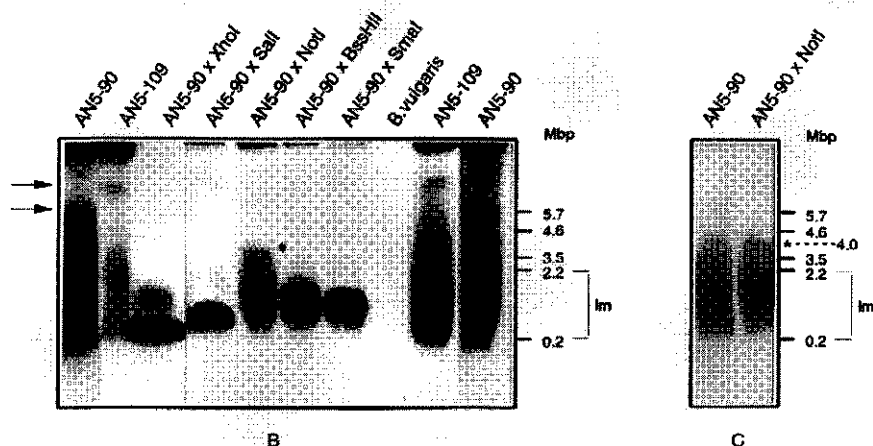 AN5-90
AN5-109
AN5-90 x XhoI
AN5-90 x SalI
AN5-90 x NotI
AN5-90 x BssHII
AN5-90 x SmaI
B.vulgaris
AN5-109
AN5-90
Mbp
5.7
4.6
3.5
2.2
lm
0.2
B
AN5-90
AN5-90 x NotI
Mbp
5.7
4.6
*-----4.0
3.5
2.2
lm
0.2
C